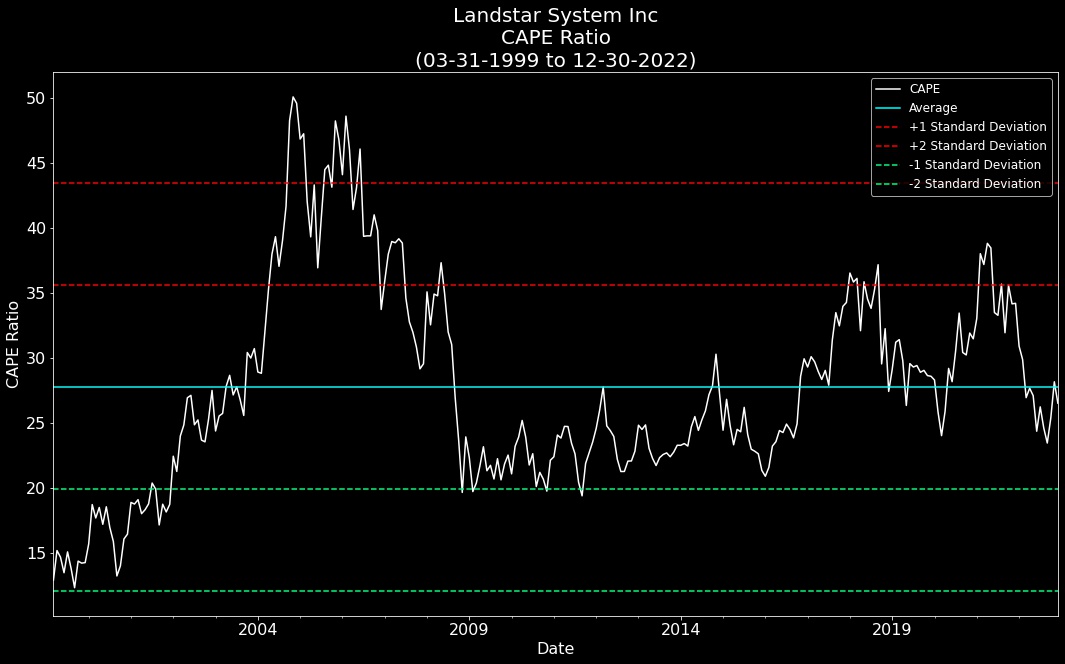 Landstar System Inc
CAPE Ratio
(03-31-1999 to 12-30-2022)
CAPE
Average
+1 Standard Deviation
+2 Standard Deviation
-1 Standard Deviation
-2 Standard Deviation
CAPE Ratio
50
45
40
35
30
25
20
15
2004 2009 2014 2019
Date